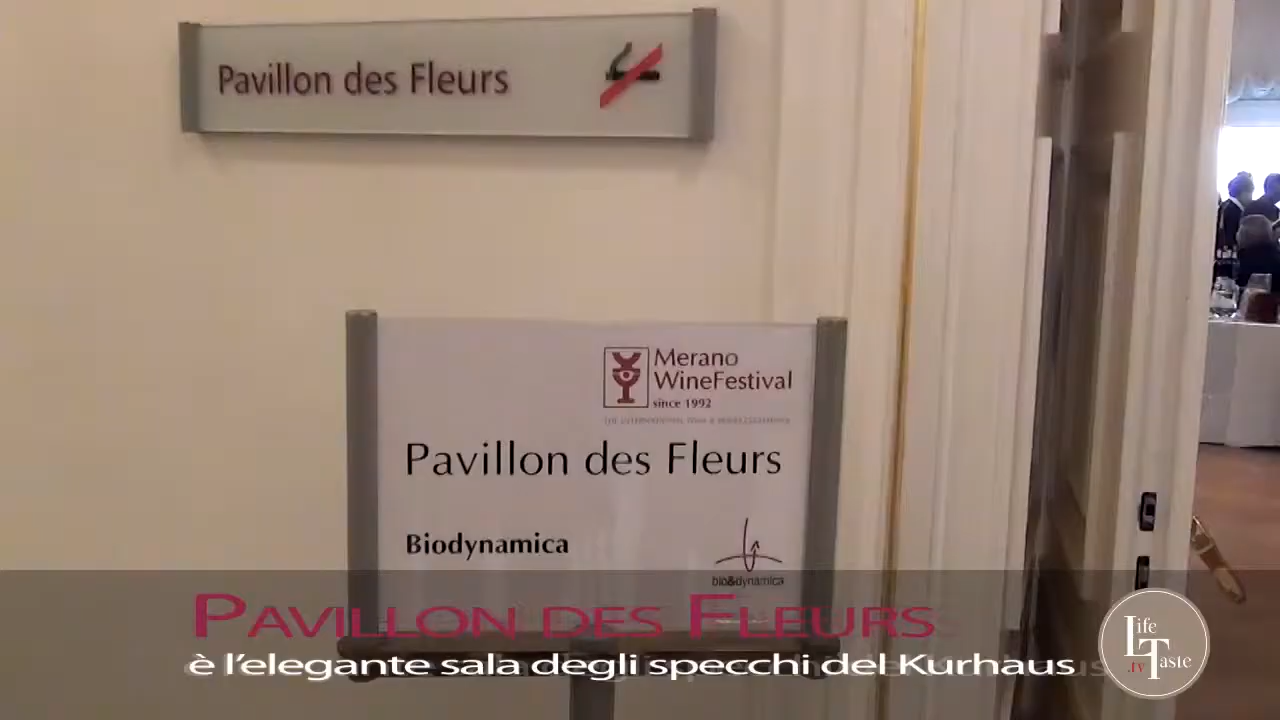 Pavillon des Fleurs
Merano
WineFestival
since 1992
Pavillon des Fleurs
Biodynamica
bio&dynamica
PAVILLON DES FLEURS
è l'elegante sala degli specchi del Kurhaus
Life
Taste
.tv